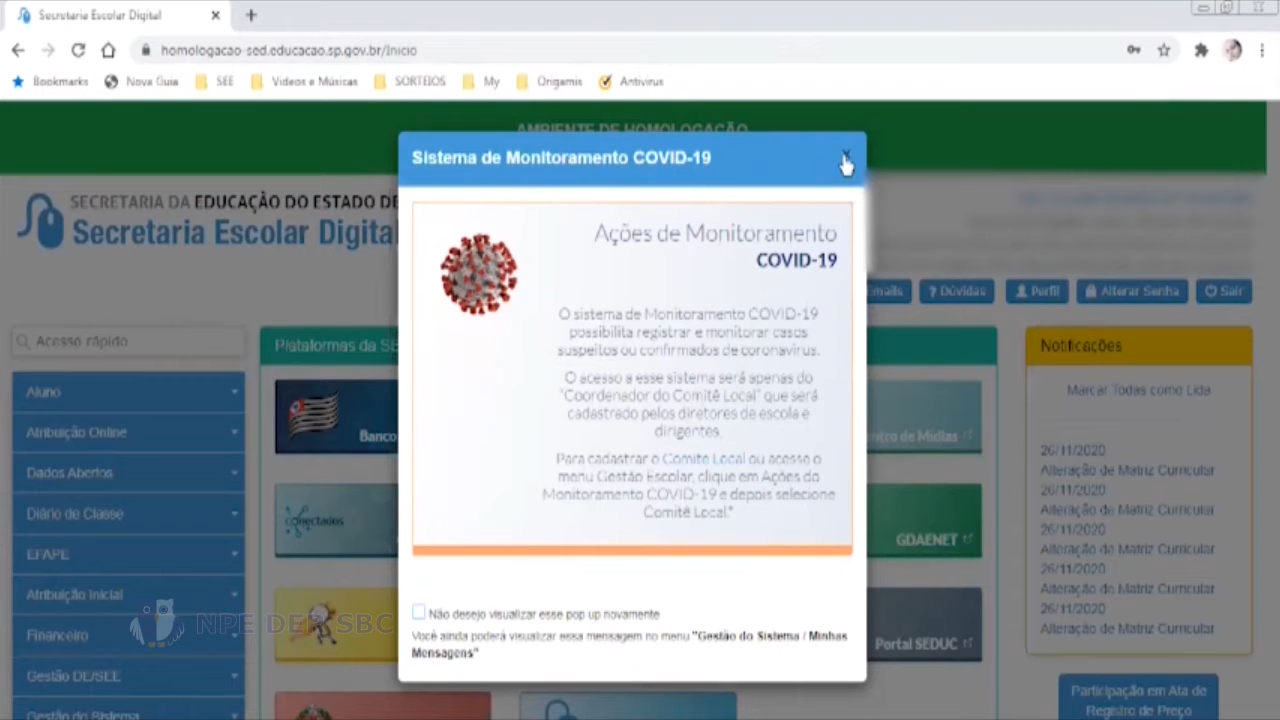 Secretaria Escolar Digital
homologacao-sed.educacao.sp.gov.br/Inicio
Bookmarks
Nova Guia
SEE
Videos e Músicas
SORTEIOS
My
Origamis
Antivirus
AMBIENTE DE HOMOLOGAÇÃO
SECRETARIA DA EDUCAÇÃO DO ESTADO DE
Secretaria Escolar Digital
Emails
? Dúvidas
Perfil
Alterar Senha
Sair
Acesso rápido
Aluno
Atribuição Online
Dados Abertos
Diário de Classe
EFAPE
Atribuição Inicial
Financeiro
Gestão DE/SEE
Gestão do Sistema
Plataformas da SE
Banco
conectados
ntro de Mídias
GDAENET
Portal SEDUC
Sistema de Monitoramento COVID-19
Ações de Monitoramento
COVID-19
O sistema de Monitoramento COVID-19
possibilita registrar e monitorar casos
suspeitos ou confirmados de coronavírus.
O acesso a esse sistema será apenas do
"Coordenador do Comitê Local" que será
cadastrado pelos diretores de escola e
dirigentes.
Para cadastrar o Comite Local ou acesse o
menu Gestão Escolar, clique em Ações do
Monitoramento COVID-19 e depois selecione
Comitê Local."
Não desejo visualizar esse pop up novamente
Você ainda poderá visualizar essa mensagem no menu "Gestão do Sistema / Minhas
Mensagens"
Notificações
Marcar Todas como Lida
26/11/2020
Alteração de Matriz Curricular
26/11/2020
Alteração de Matriz Curricular
26/11/2020
Alteração de Matriz Curricular
26/11/2020
Alteração de Matriz Curricular
26/11/2020
Alteração de Matriz Curricular
Participação em Ata de
Registro de Preço
NPE DER SBC